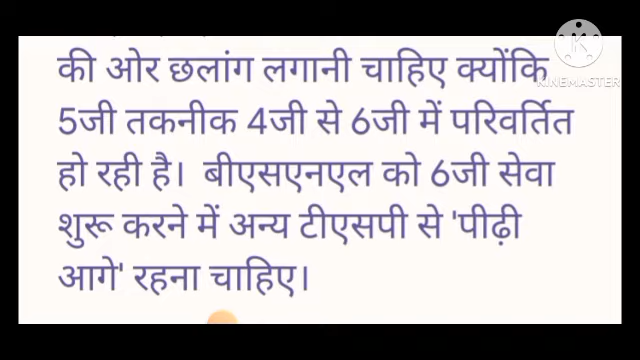 की ओर छलांग लगानी चाहिए क्योंकि
KINEMASTER
5जी तकनीक 4जी से 6जी में परिवर्तित
हो रही है। बीएसएनएल को 6जी सेवा
शुरू करने में अन्य टीएसपी से 'पीढ़ी
आगे' रहना चाहिए।